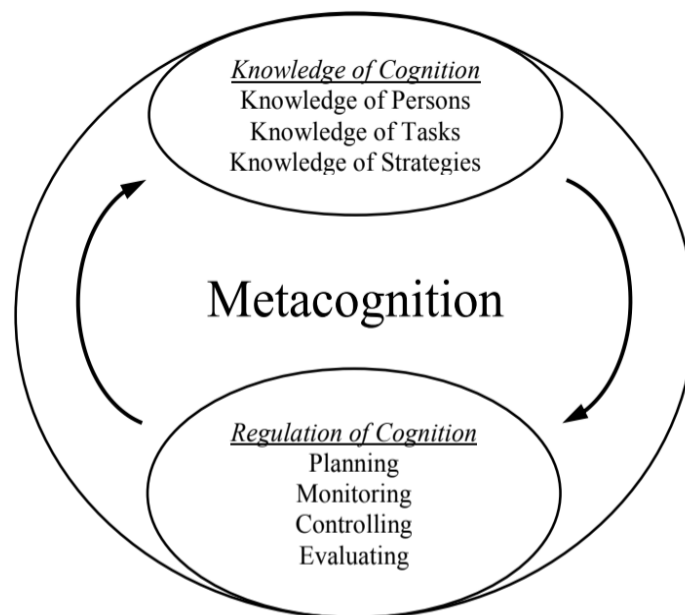 Knowledge of Cognition
Knowledge of Persons
Knowledge of Tasks
Knowledge of Strategies
Metacognition
Regulation of Cognition
Planning
Monitoring
Controlling
Evaluating